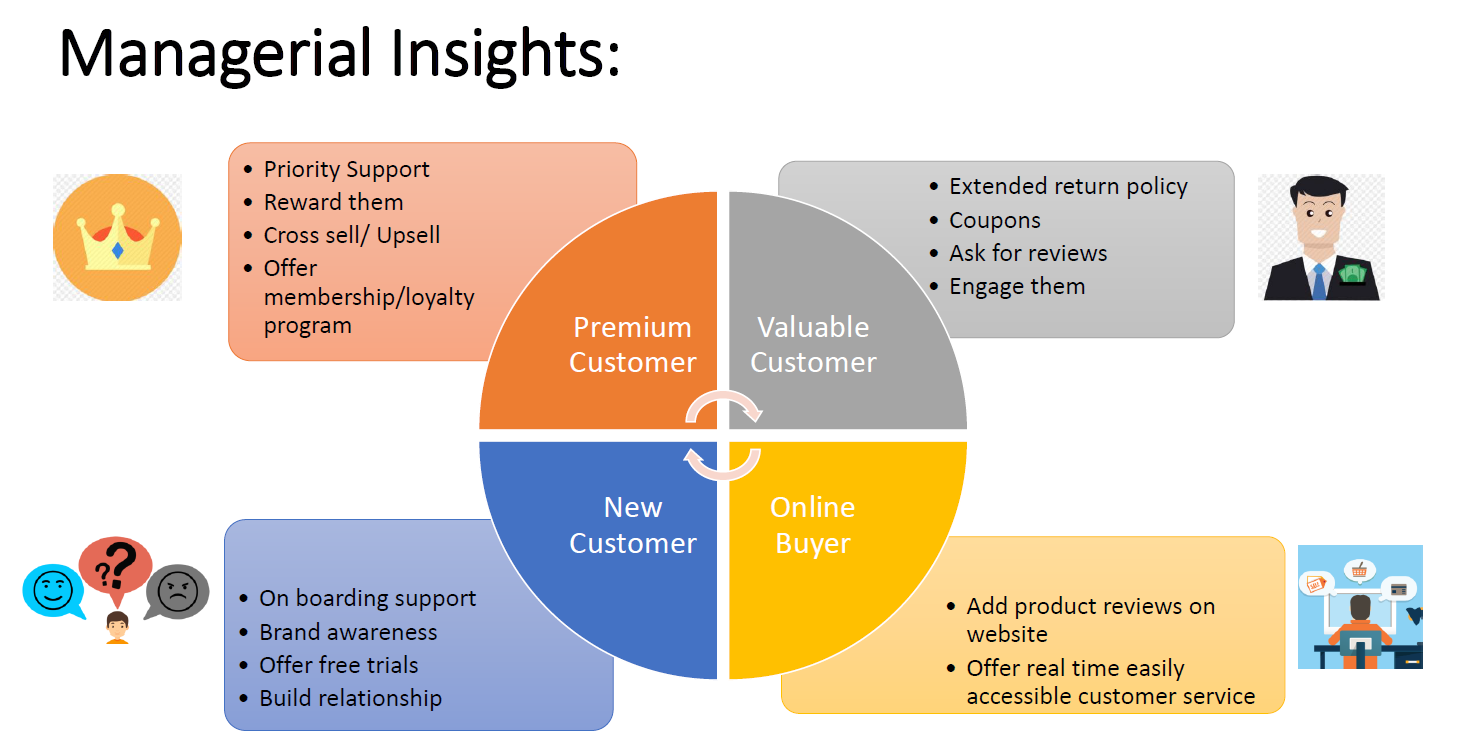 Managerial Insights:
• Priority Support
• Reward them
• Cross sell/ Upsell
• Offer
membership/loyalty
program
• Extended return policy
• Coupons
• Ask for reviews
• Engage them
Premium
Customer
Valuable
Customer
New
Customer
Online
Buyer
• On boarding support
• Brand awareness
• Offer free trials
• Build relationship
• Add product reviews on
website
• Offer real time easily
accessible customer service
??